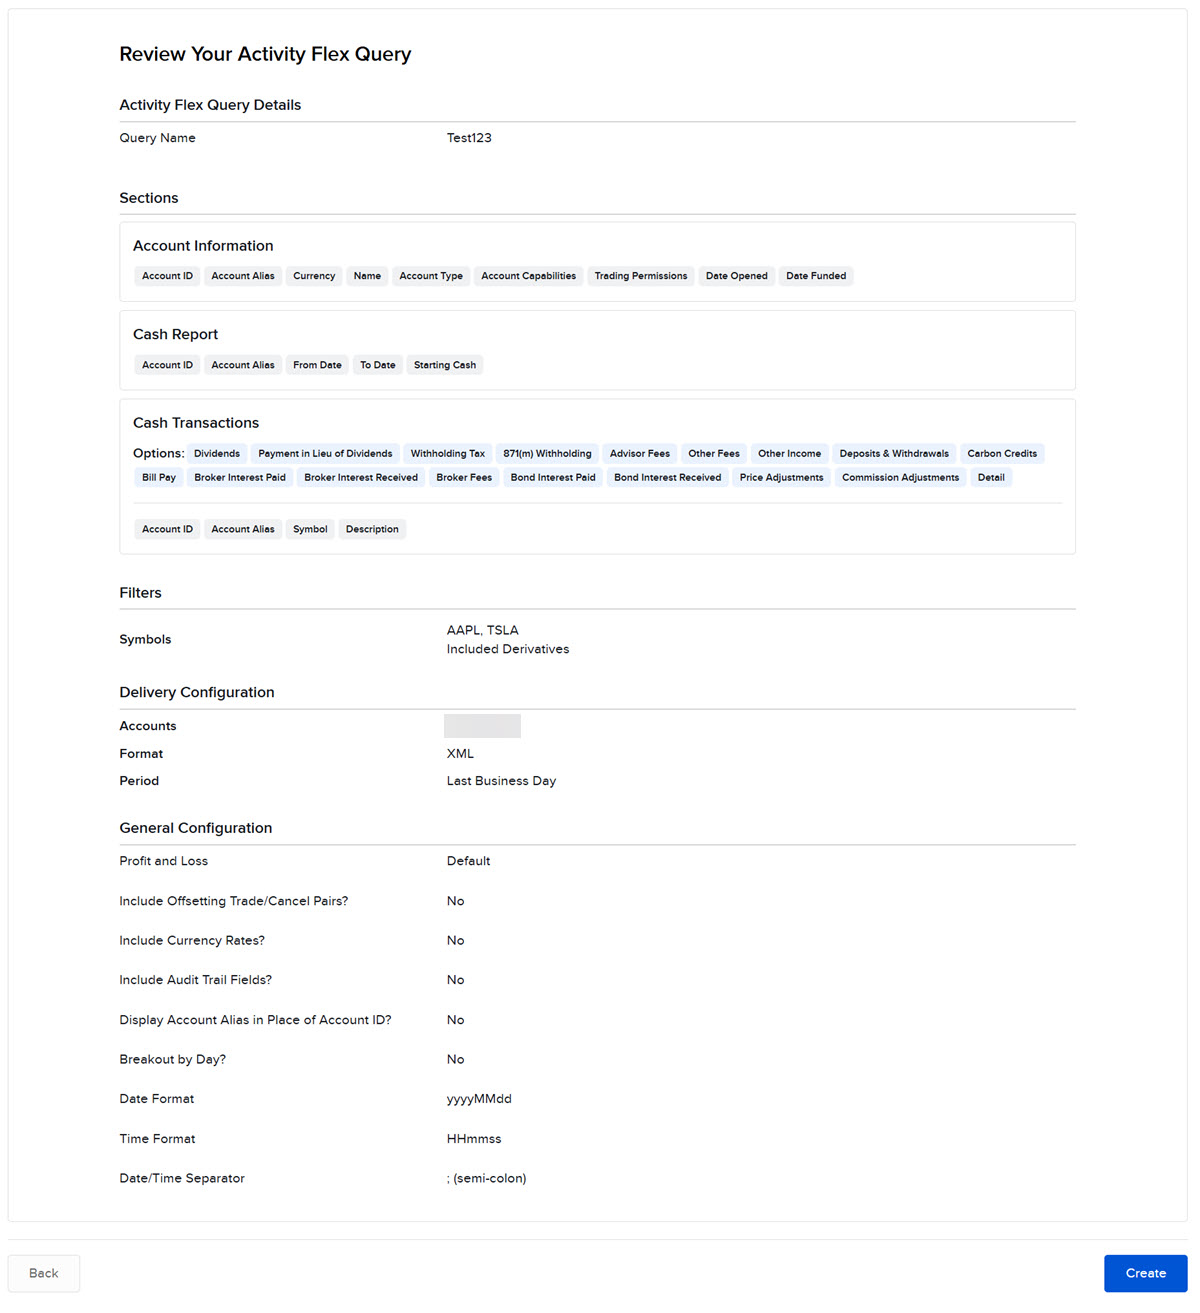 Review Your Activity Flex Query
Activity Flex Query Details
Query Name Test123
Sections
Account Information
Account ID Account Alias Currency Name Account Type Account Capabilities Trading Permissions Date Opened Date Funded
Cash Report
Account ID Account Alias From Date To Date Starting Cash
Cash Transactions
Options: Dividends Payment in Lieu of Dividends Withholding Tax 871(m) Withholding Advisor Fees Other Fees Other Income Deposits & Withdrawals Carbon Credits
Bill Pay Broker Interest Paid Broker Interest Received Broker Fees Bond Interest Paid Bond Interest Received Price Adjustments Commission Adjustments Detail
Account ID Account Alias Symbol Description
Filters
Symbols AAPL, TSLA
Included Derivatives
Delivery Configuration
Accounts
Format XML
Period Last Business Day
General Configuration
Profit and Loss Default
Include Offsetting Trade/Cancel Pairs? No
Include Currency Rates? No
Include Audit Trail Fields? No
Display Account Alias in Place of Account ID? No
Breakout by Day? No
Date Format yyyyMMdd
Time Format HHmmss
Date/Time Separator ; (semi-colon)
Back Create